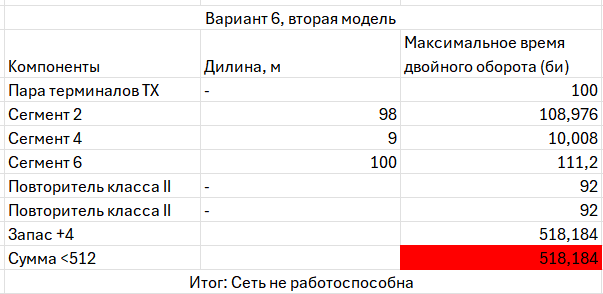 Вариант 6, вторая модель
Компоненты Дилина, м Максимальное время двойного оборота (би)
Пара терминалов TX - 100
Сегмент 2 98 108,976
Сегмент 4 9 10,008
Сегмент 6 100 111,2
Повторитель класса II - 92
Повторитель класса II - 92
Запас +4 518,184
Сумма <512 518,184
Итог: Сеть не работоспособна